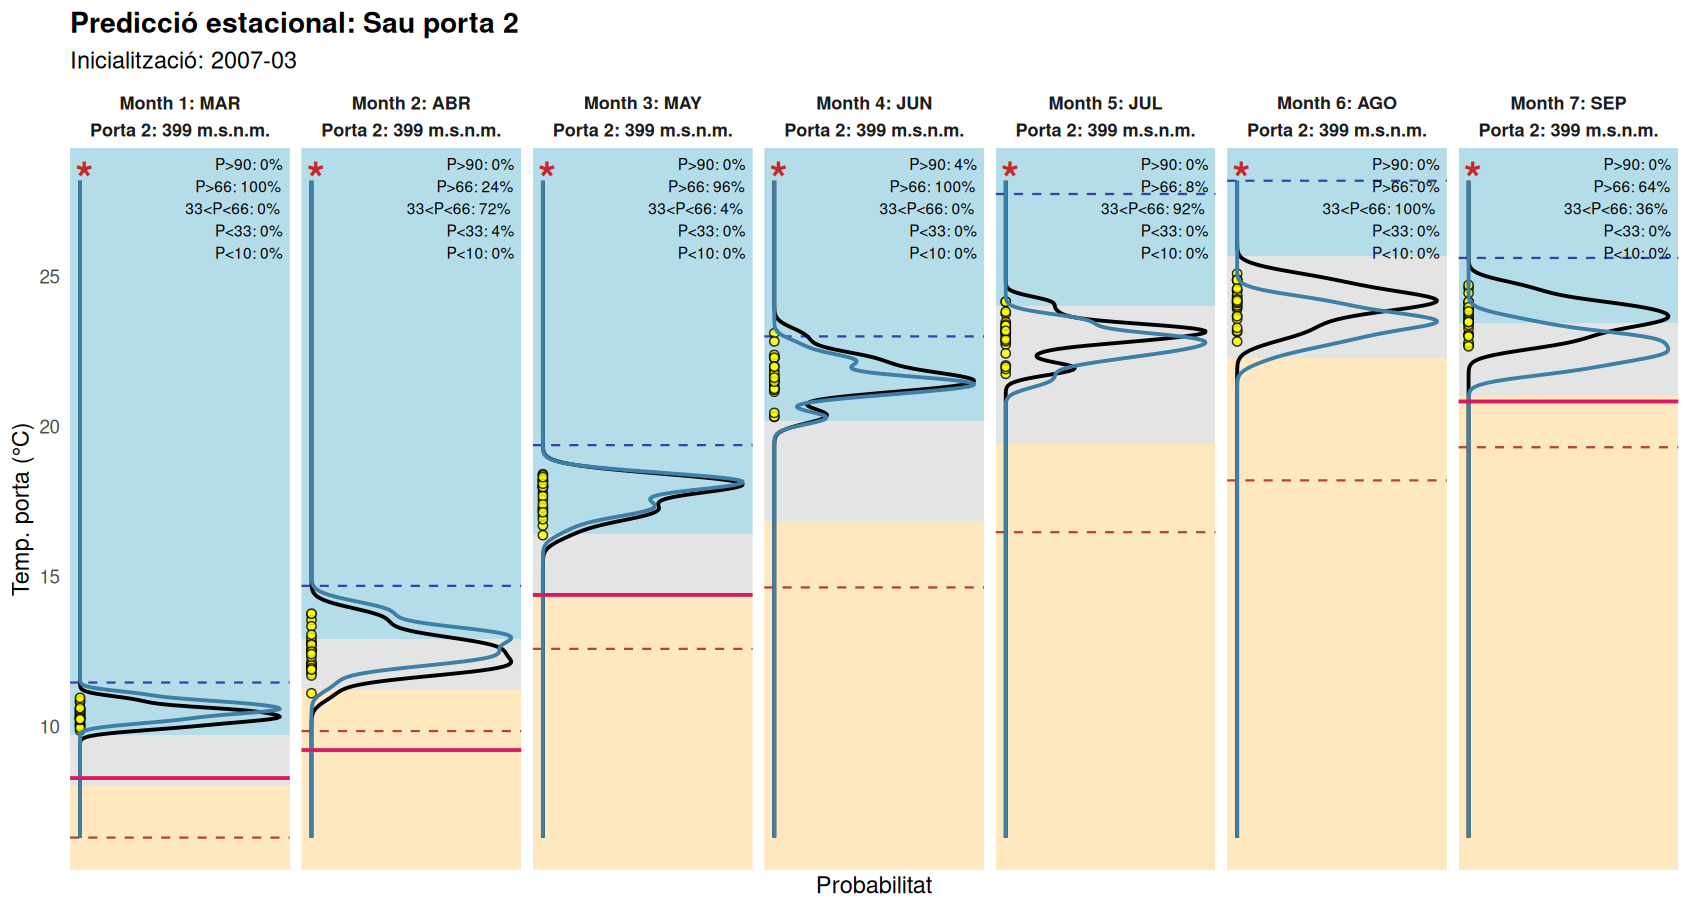 Predicció estacional: Sau porta 2
Inicialització: 2007-03
Month 1: MAR
Porta 2: 399 m.s.n.m.
Month 2: ABR
Porta 2: 399 m.s.n.m.
Month 3: MAY
Porta 2: 399 m.s.n.m.
Month 4: JUN
Porta 2: 399 m.s.n.m.
Month 5: JUL
Porta 2: 399 m.s.n.m.
Month 6: AGO
Porta 2: 399 m.s.n.m.
Month 7: SEP
Porta 2: 399 m.s.n.m.
*
P>90: 0%
P>66: 100%
33<P<66: 0%
P<33: 0%
P<10: 0%
*
P>90: 0%
P>66: 24%
33<P<66: 72%
P<33: 4%
P<10: 0%
*
P>90: 0%
P>66: 96%
33<P<66: 4%
P<33: 0%
P<10: 0%
*
P>90: 4%
P>66: 100%
33<P<66: 0%
P<33: 0%
P<10: 0%
*
P>90: 0%
P>66: 8%
33<P<66: 92%
P<33: 0%
P<10: 0%
*
P>90: 0%
P>66: 0%
33<P<66: 100%
P<33: 0%
P<10: 0%
*
P>90: 0%
P>66: 64%
33<P<66: 36%
P<33: 0%
P<10: 0%
Temp. porta (°C)
25
20
15
10
Probabilitat